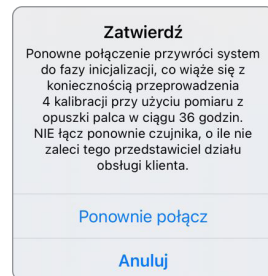 Zatwierdź
Ponowne połączenie przywróci system
do fazy inicjalizacji, co wiąże się z
koniecznością przeprowadzenia
4 kalibracji przy użyciu pomiaru z
opuszki palca w ciągu 36 godzin.
NIE łącz ponownie czujnika, o ile nie
zaleci tego przedstawiciel działu
obsługi klienta.
Ponownie połącz
Anuluj